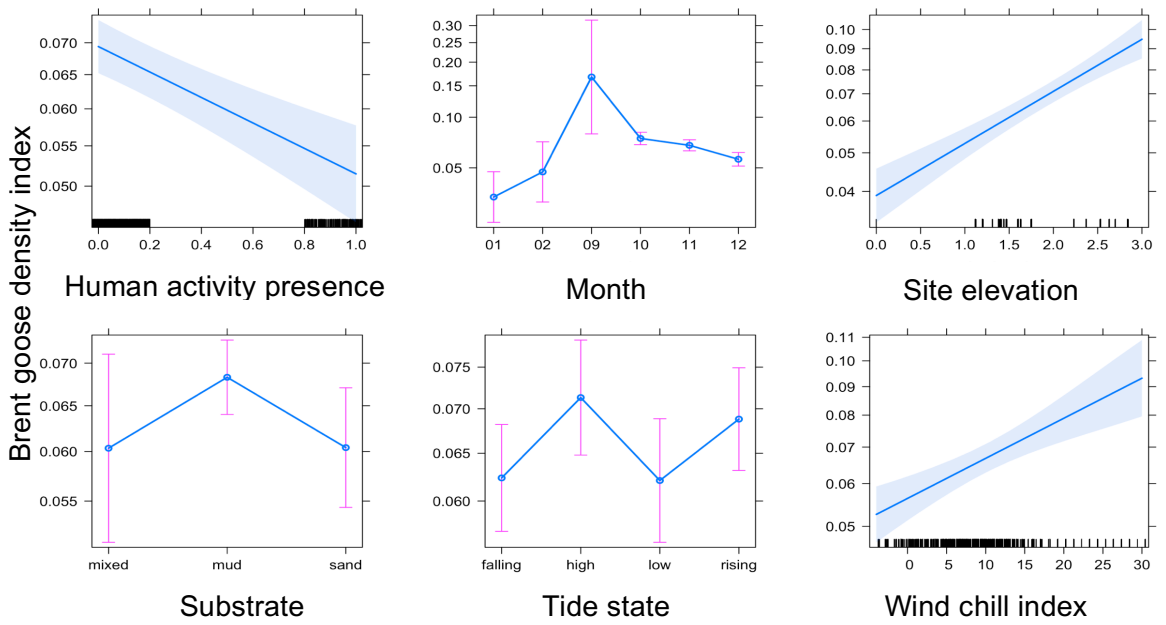 Brent goose density index
0.070
0.065
0.060
0.055
0.050
0.0 0.2 0.4 0.6 0.8 1.0
Human activity presence
0.30
0.25
0.20
0.15
0.10
0.05
01 02 09 10 11 12
Month
0.10
0.09
0.08
0.07
0.06
0.05
0.04
0.0 0.5 1.0 1.5 2.0 2.5 3.0
Site elevation
0.070
0.065
0.060
0.055
mixed mud sand
Substrate
0.075
0.070
0.065
0.060
falling high low rising
Tide state
0.11
0.10
0.09
0.08
0.07
0.06
0.05
0 5 10 15 20 25 30
Wind chill index